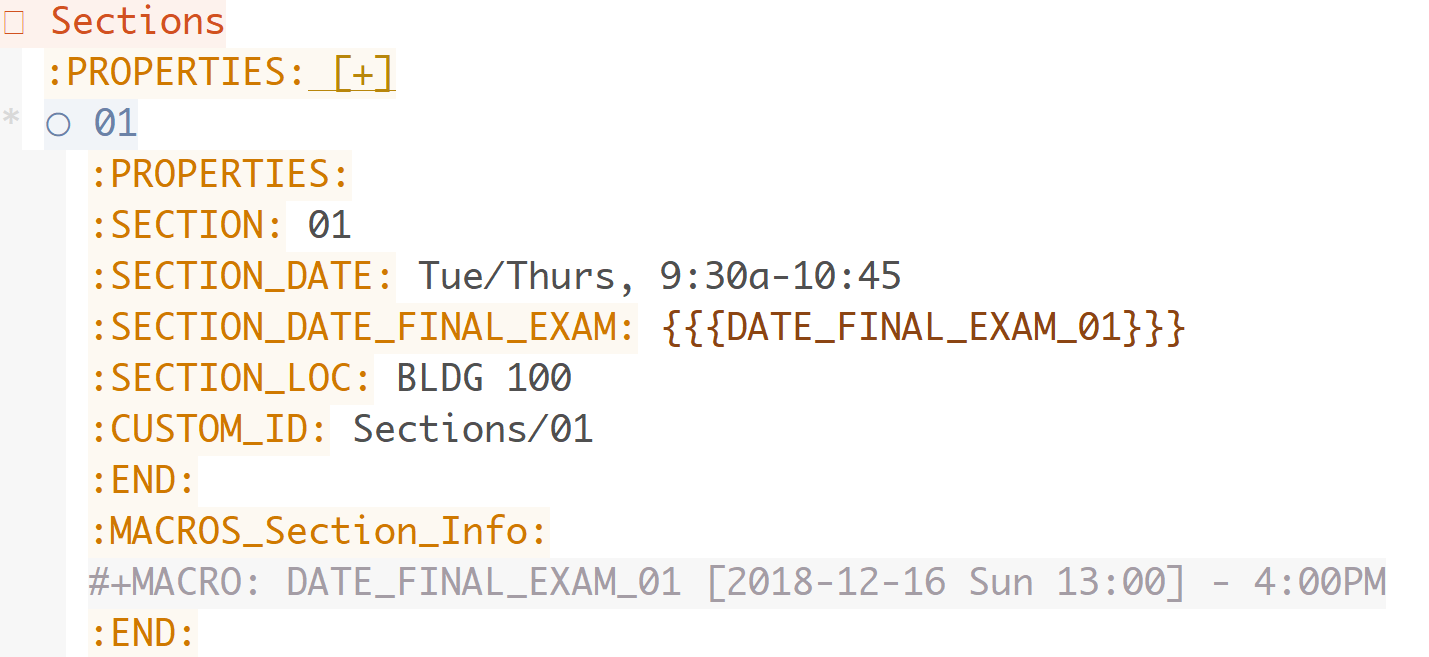 □ Sections
:PROPERTIES: [+]
* ○ 01
:PROPERTIES:
:SECTION: 01
:SECTION_DATE: Tue/Thurs, 9:30a-10:45
:SECTION_DATE_FINAL_EXAM: {{{DATE_FINAL_EXAM_01}}}
:SECTION_LOC: BLDG 100
:CUSTOM_ID: Sections/01
:END:
:MACROS_Section_Info:
#+MACRO: DATE_FINAL_EXAM_01 [2018-12-16 Sun 13:00] - 4:00PM
:END: